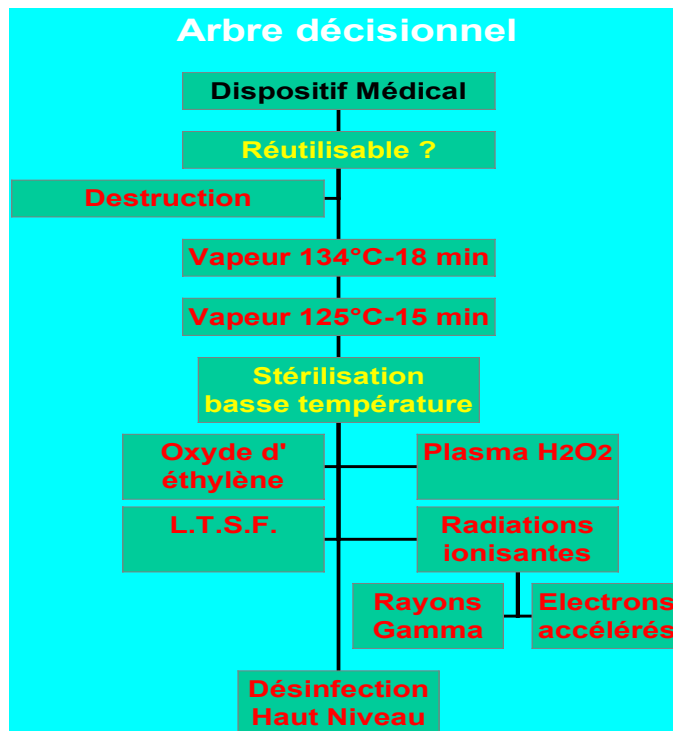 Arbre décisionnel
Dispositif Médical
Réutilisable ?
Destruction
Vapeur 134°C-18 min
Vapeur 125°C-15 min
Stérilisation
basse température
Oxyde d'
éthylène
Plasma H2O2
L.T.S.F.
Radiations
ionisantes
Rayons
Gamma
Electrons
accélérés
Désinfection
Haut Niveau